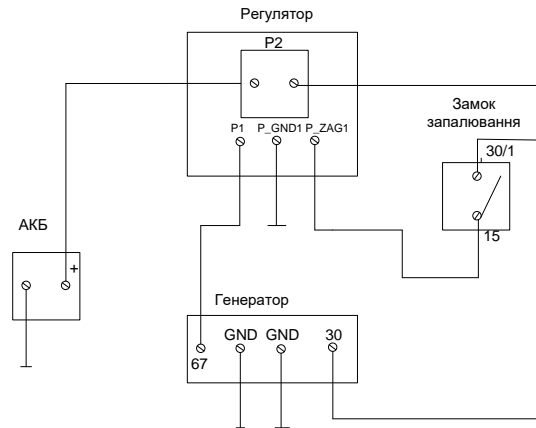 Регулятор
P2
P1
P_GND1
P_ZAG1
Замок
запалювання
30/1
15
АКБ
+
Генератор
67
GND
GND
30